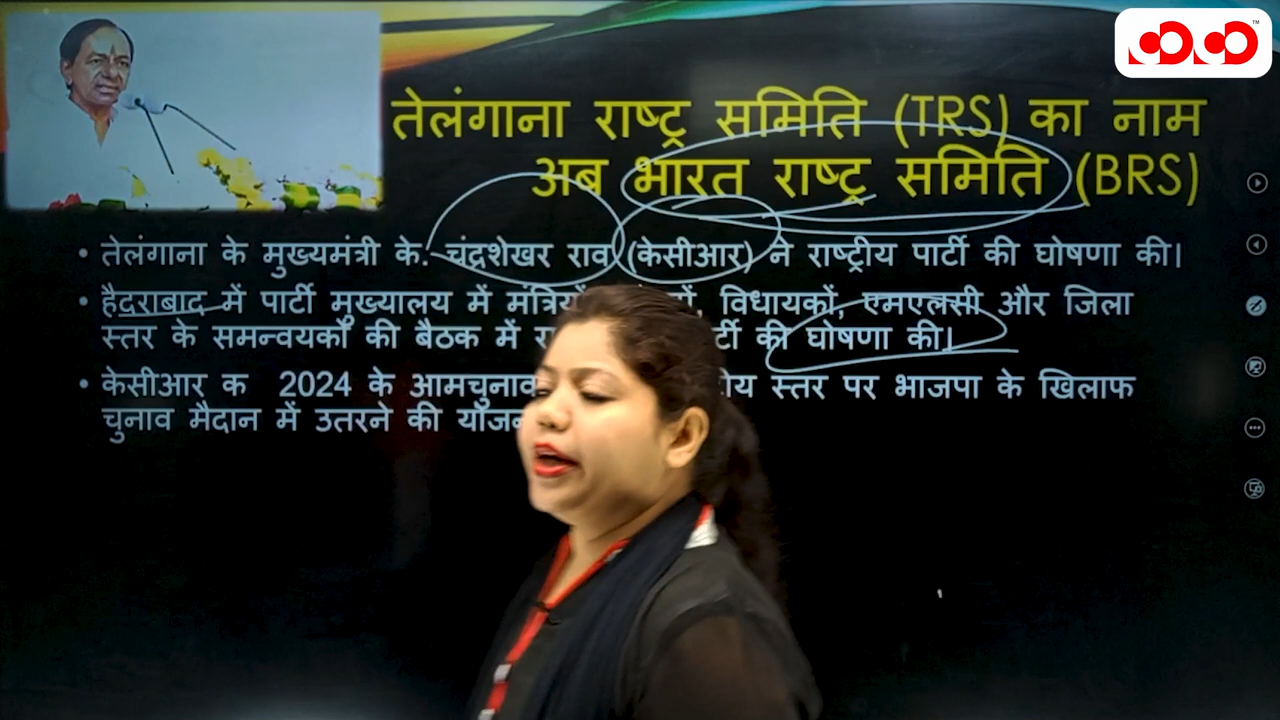 तेलंगाना राष्ट्र समिति (TRS) का नाम
अब भारत राष्ट्र समिति (BRS)
• तेलंगाना के मुख्यमंत्री के. चंद्रशेखर राव (केसीआर) ने राष्ट्रीय पार्टी की घोषणा की।
• हैदराबाद में पार्टी मुख्यालय में विधायकों, एमएलसी और जिला
स्तर के समन्वयकों की बैठक में की घोषणा की।
• केसीआर क 2024 के आमचुनाव स्तर पर भाजपा के खिलाफ
चुनाव मैदान में उतरने की